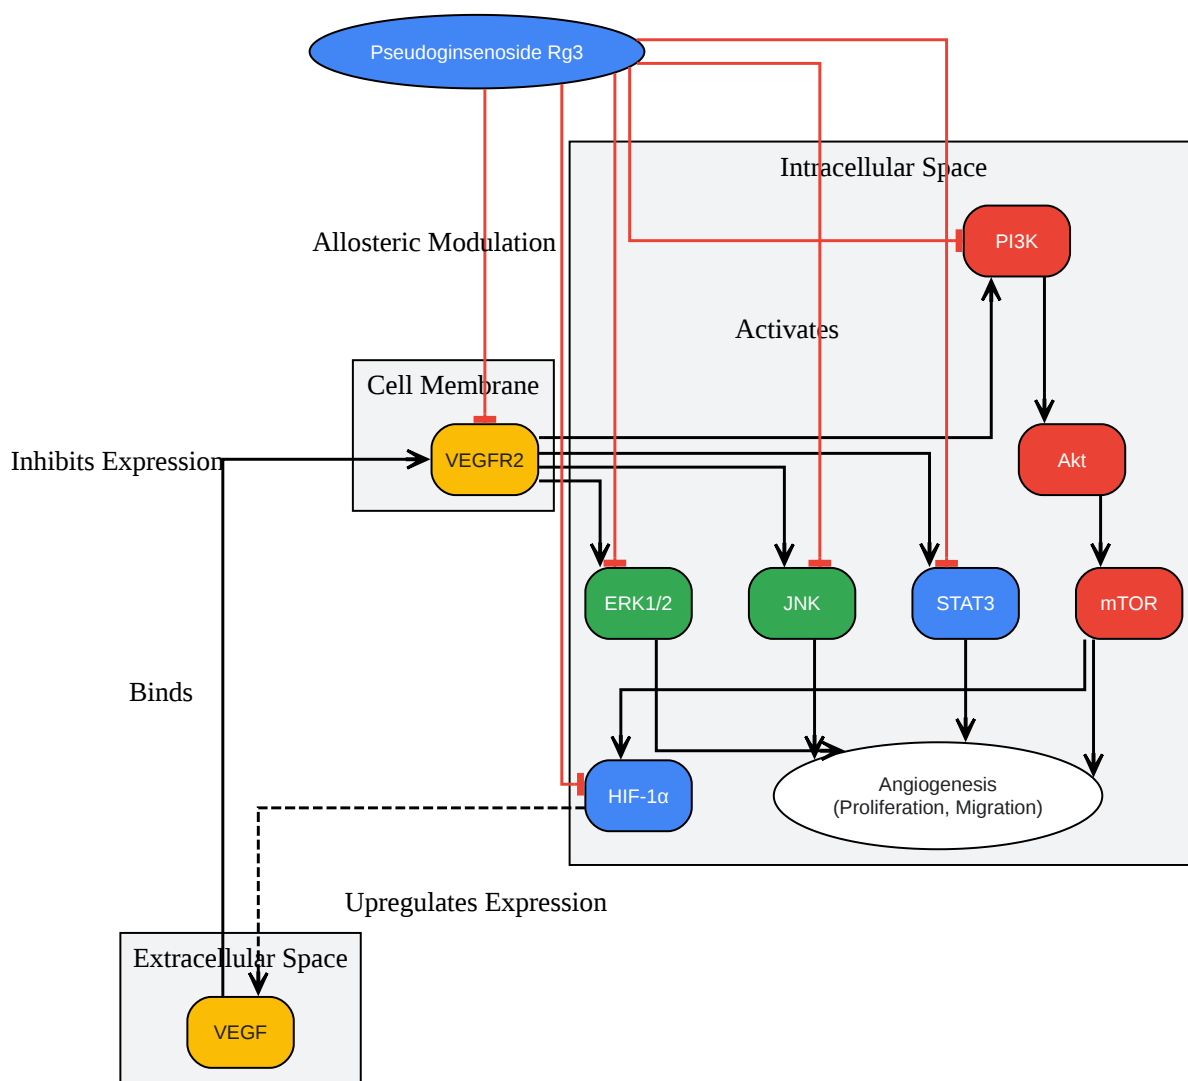 Pseudoginsenoside Rg3
Intracellular Space
PI3K
Allosteric Modulation
Activates
Cell Membrane
VEGFR2
Akt
Inhibits Expression
ERK1/2
JNK
STAT3
mTOR
Binds
Angiogenesis
(Proliferation, Migration)
HIF-1α
Upregulates Expression
Extracellular Space
VEGF